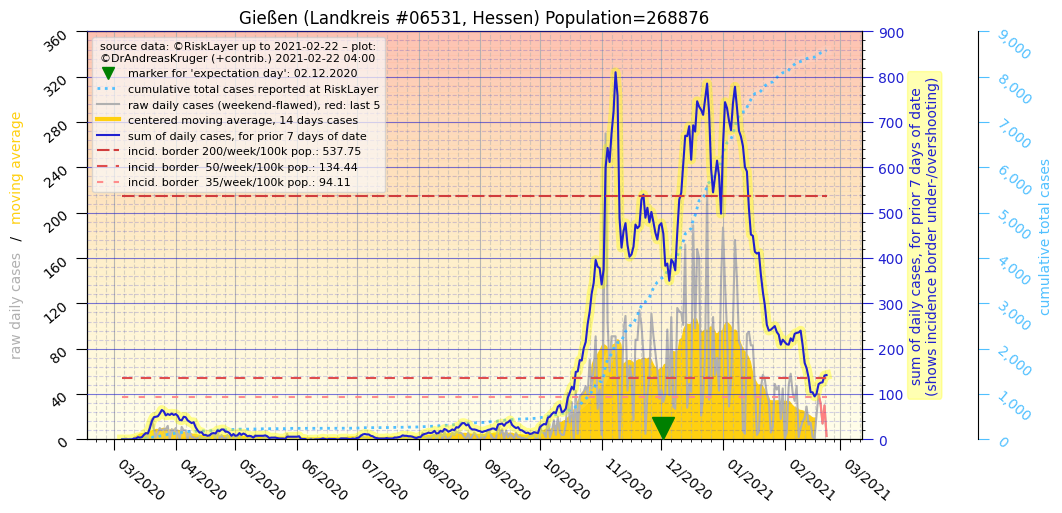 Gießen (Landkreis #06531, Hessen) Population=268876
source data: ©RiskLayer up to 2021-02-22 – plot:
©DrAndreasKruger (+contrib.) 2021-02-22 04:00
marker for 'expectation day': 02.12.2020
cumulative total cases reported at RiskLayer
raw daily cases (weekend-flawed), red: last 5
centered moving average, 14 days cases
sum of daily cases, for prior 7 days of date
incid. border 200/week/100k pop.: 537.75
incid. border  50/week/100k pop.: 134.44
incid. border  35/week/100k pop.: 94.11
raw daily cases / moving average
360
320
280
240
200
160
120
80
40
0
03/2020
04/2020
05/2020
06/2020
07/2020
08/2020
09/2020
10/2020
11/2020
12/2020
01/2021
02/2021
03/2021
900
800
700
600
500
400
300
200
100
0
sum of daily cases, for prior 7 days of date
(shows incidence border under-/overshooting)
9,000
8,000
7,000
6,000
5,000
4,000
3,000
2,000
1,000
0
cumulative total cases